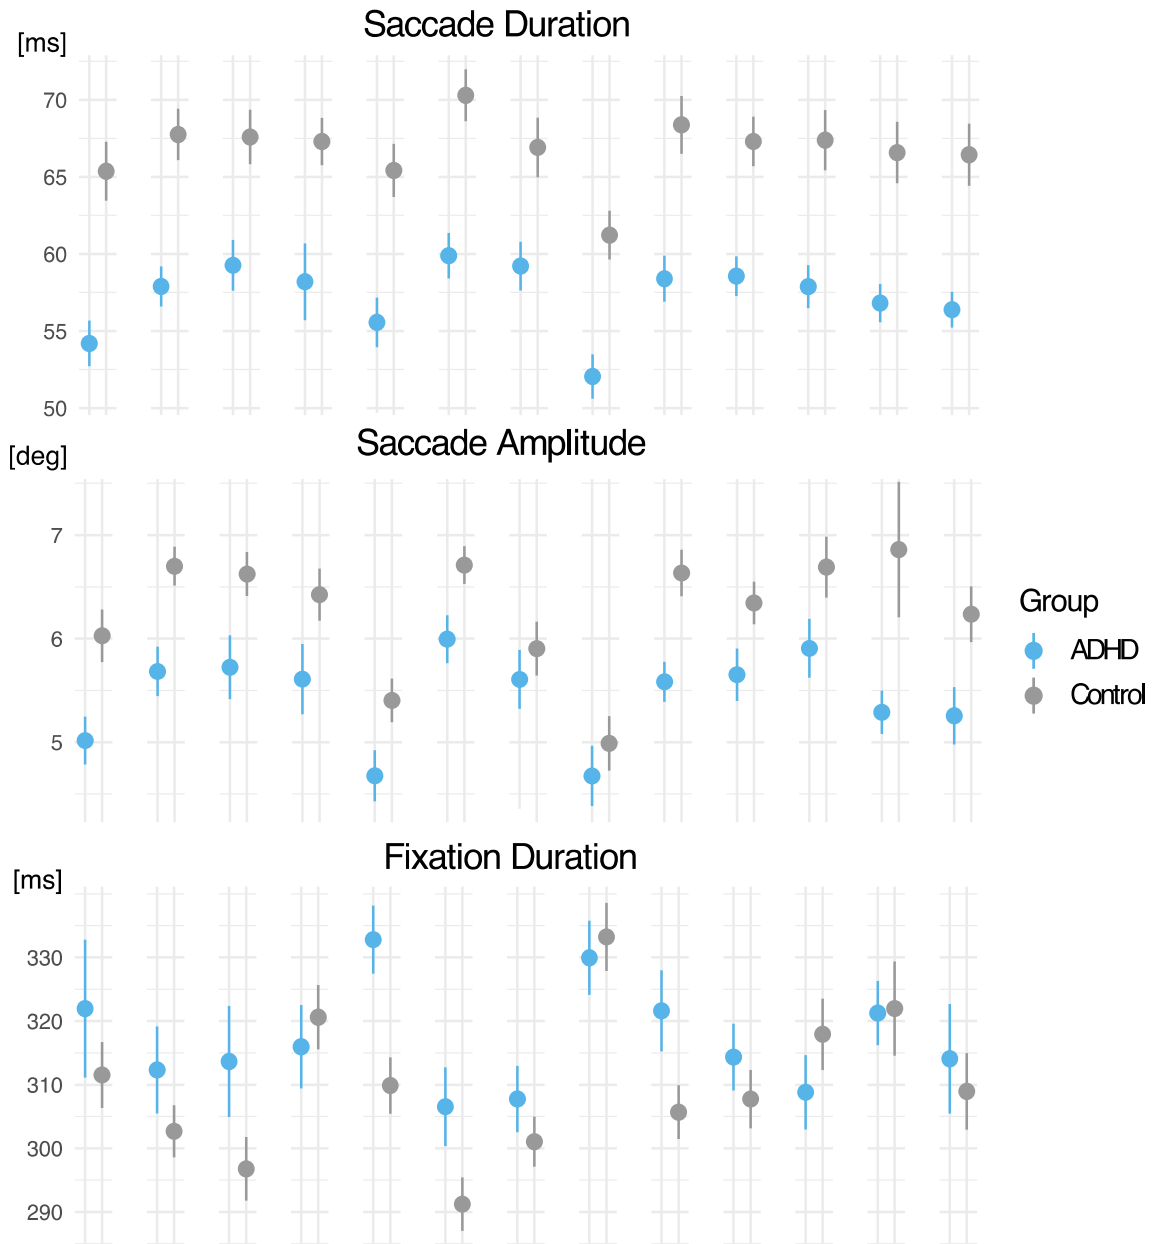 Saccade Duration
[ms]
70
65
60
55
50
Saccade Amplitude
[deg]
7
6
5
Group
ADHD
Control
Fixation Duration
[ms]
330
320
310
300
290